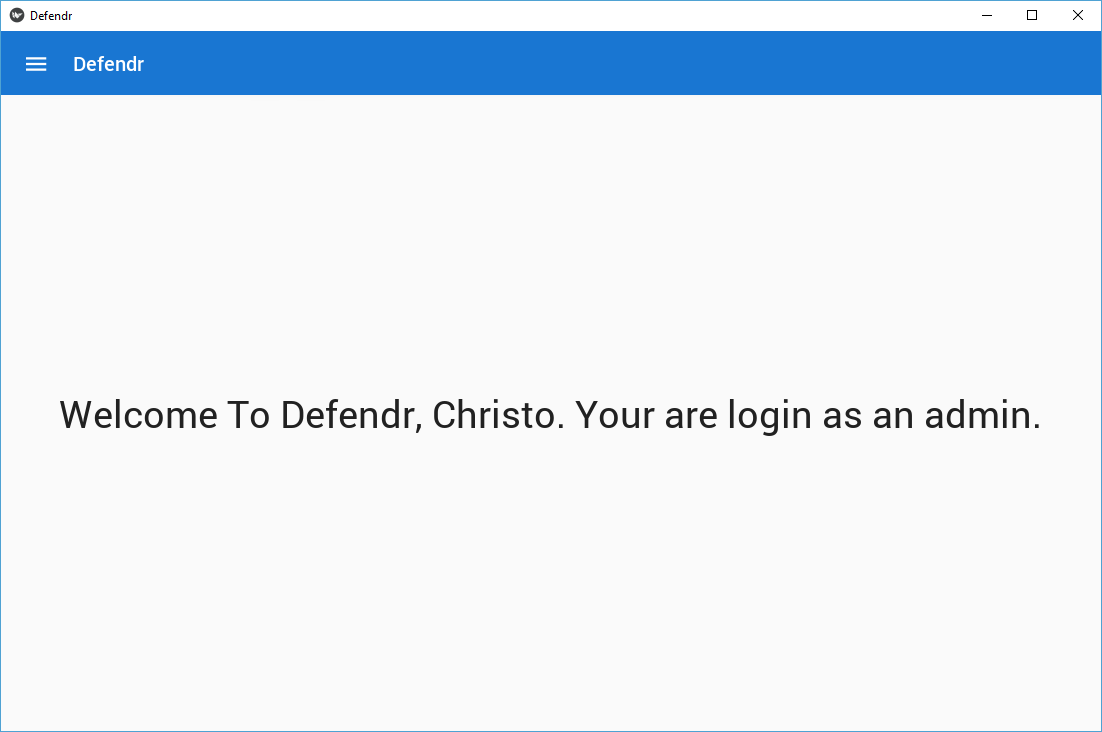 Defendr
Defendr
Welcome To Defendr, Christo. Your are login as an admin.